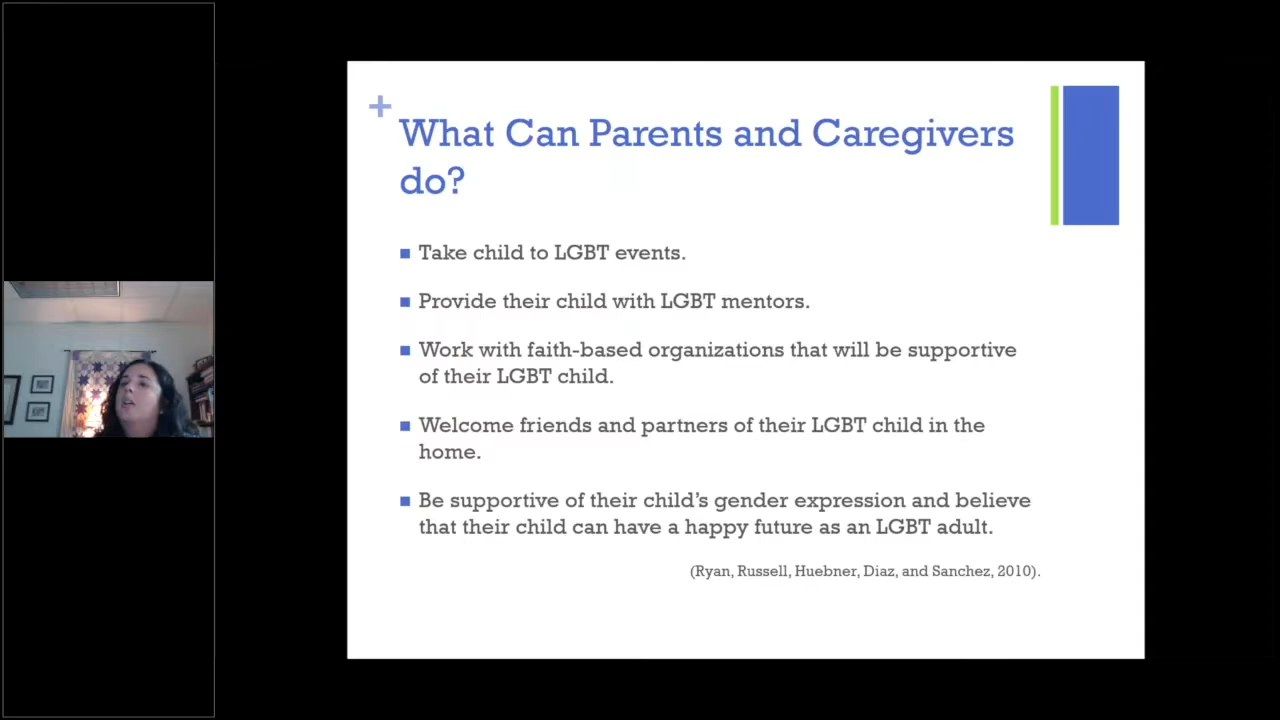 +
What Can Parents and Caregivers
do?
Take child to LGBT events.
Provide their child with LGBT mentors.
Work with faith-based organizations that will be supportive
of their LGBT child.
Welcome friends and partners of their LGBT child in the
home.
Be supportive of their child’s gender expression and believe
that their child can have a happy future as an LGBT adult.
(Ryan, Russell, Huebner, Diaz, and Sanchez, 2010).